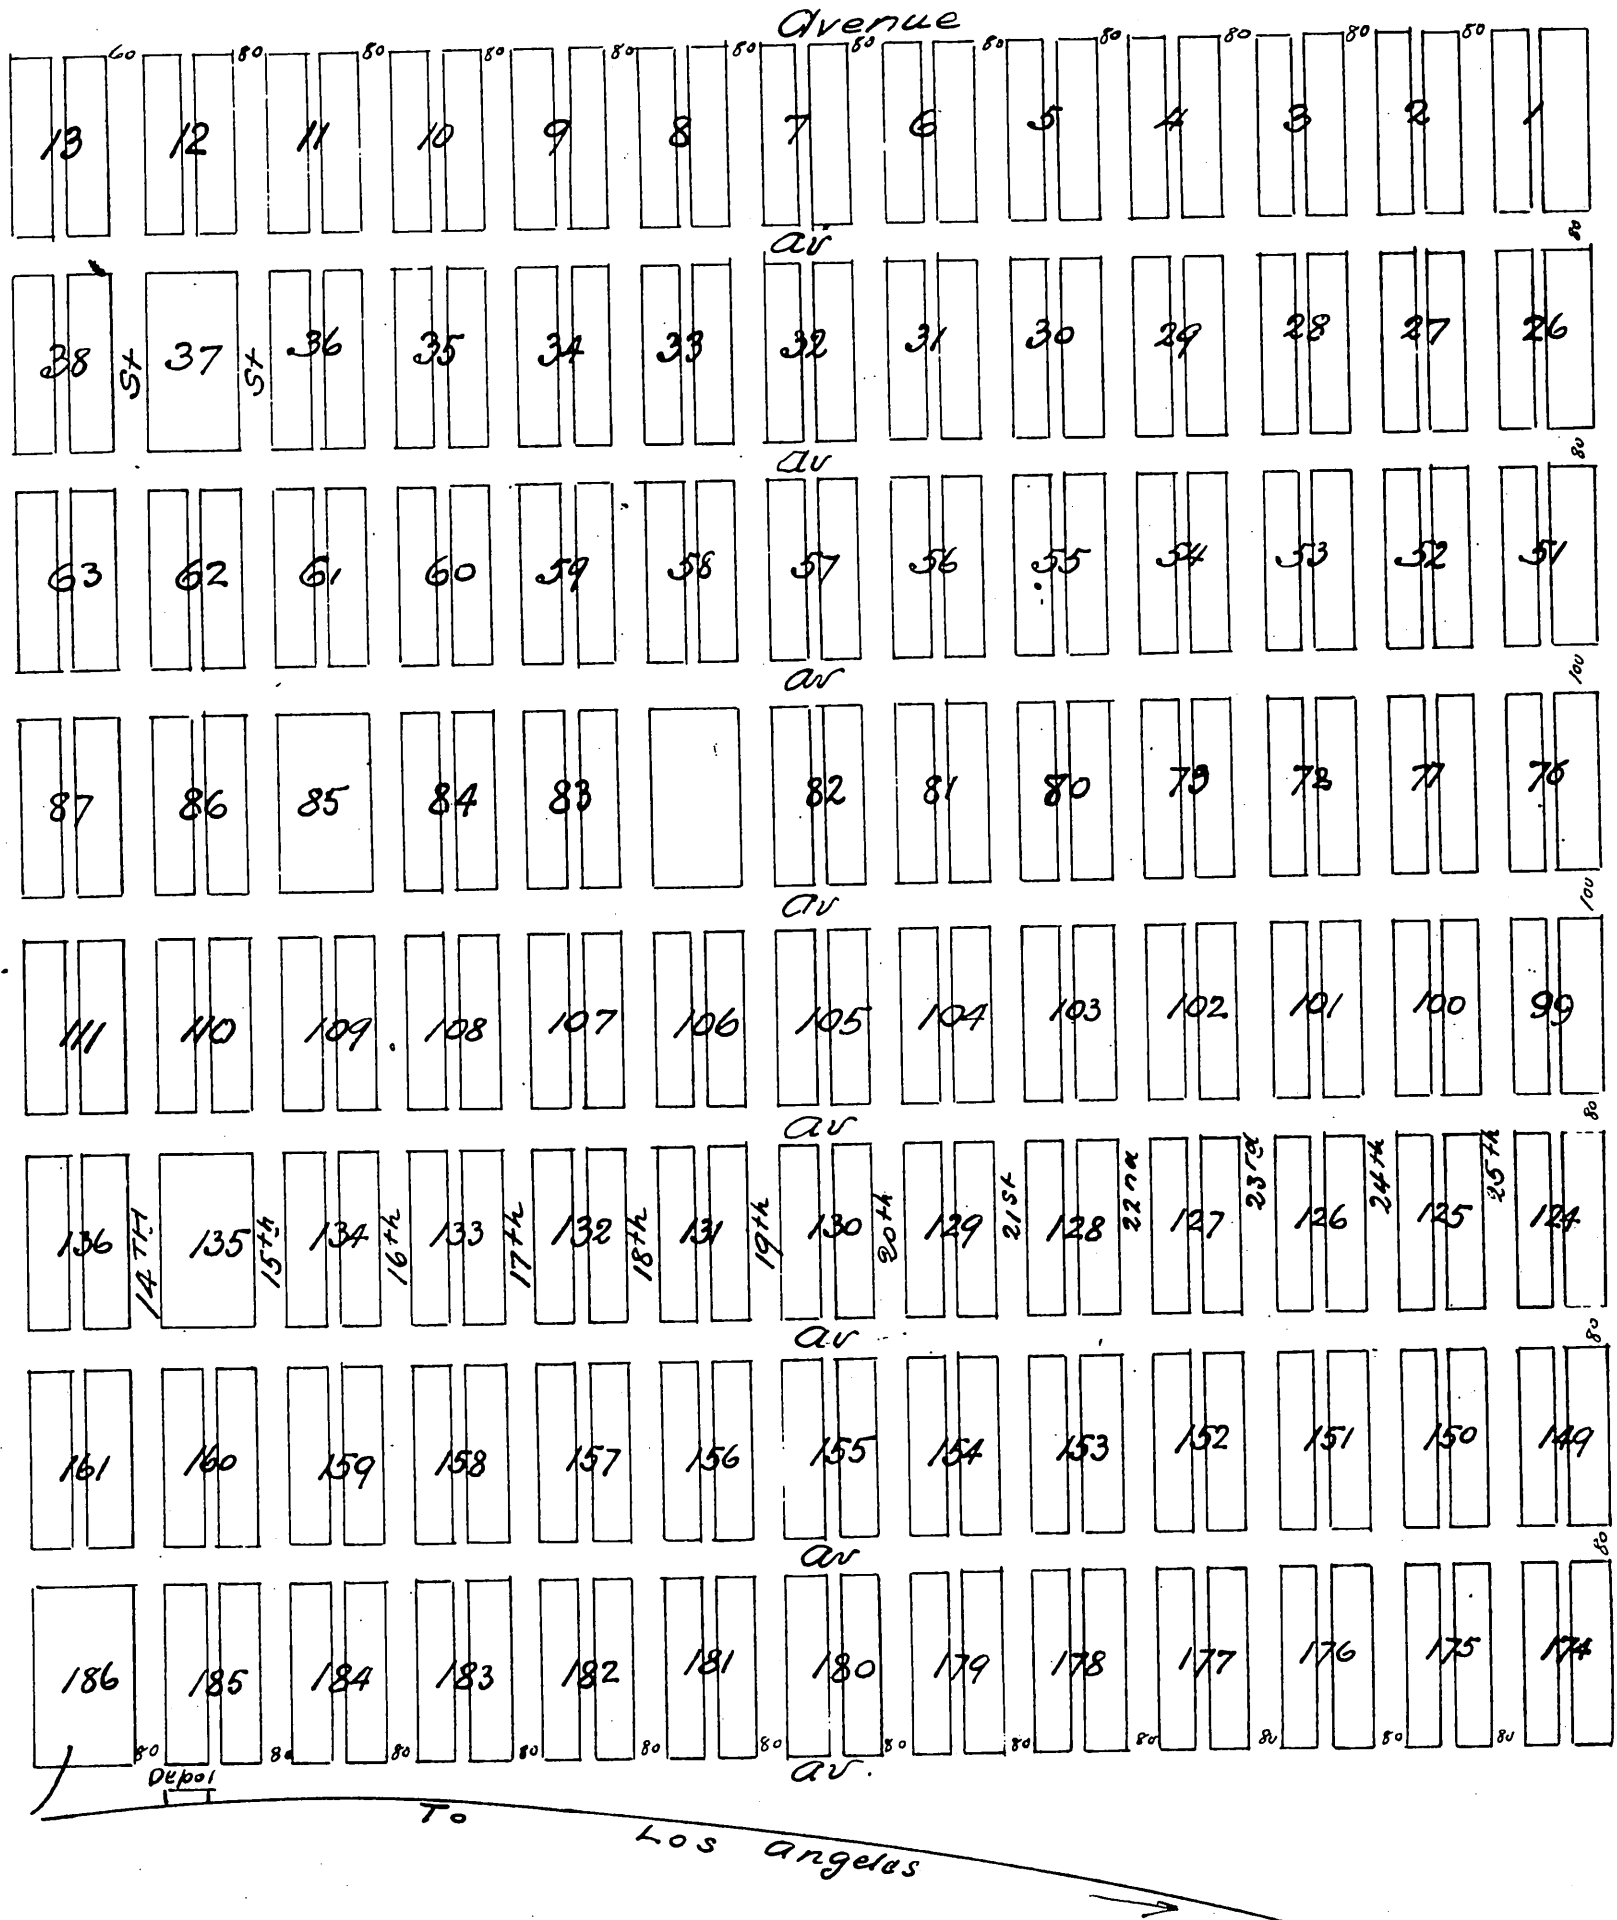 Avenue
60 80 80 80 80 80 80 80 80 80 80 80
13 12 11 10 9 8 7 6 5 4 3 2 1
av 80
38 St 37 St 36 35 34 33 32 31 30 29 28 27 26
av 80
63 62 61 60 59 58 57 56 55 54 53 52 51
av 100
87 86 85 84 83 82 81 80 79 78 77 76
av 100
111 110 109 108 107 106 105 104 103 102 101 100 99
av 80
136 14TH 135 15th 134 16th 133 17th 132 18th 131 19th 130 20th 129 21st 128 22nd 127 23rd 126 24th 125 25th 124
av 80
161 160 159 158 157 156 155 154 153 152 151 150 149
av 80
186 185 184 183 182 181 180 179 178 177 176 175 174
80 80 80 80 80 80 80 80 80 80 80 80
av.
Depot
To Los Angeles